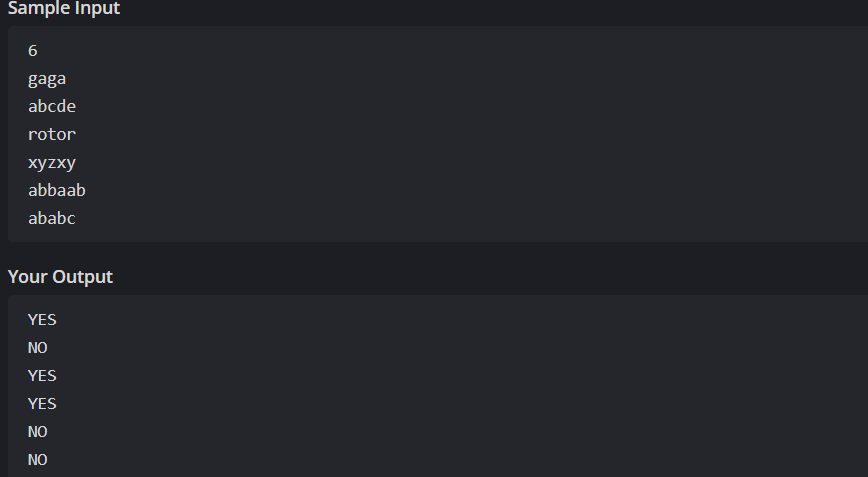 Sample Input
6
gaga
abcde
rotor
xyzxy
abbaab
ababc
Your Output
YES
NO
YES
YES
NO
NO